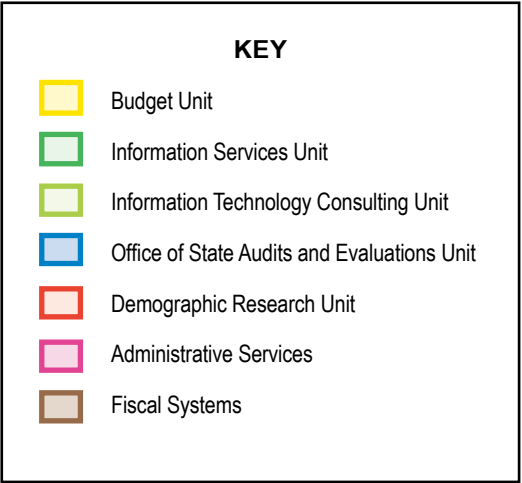 KEY
Budget Unit
Information Services Unit
Information Technology Consulting Unit
Office of State Audits and Evaluations Unit
Demographic Research Unit
Administrative Services
Fiscal Systems